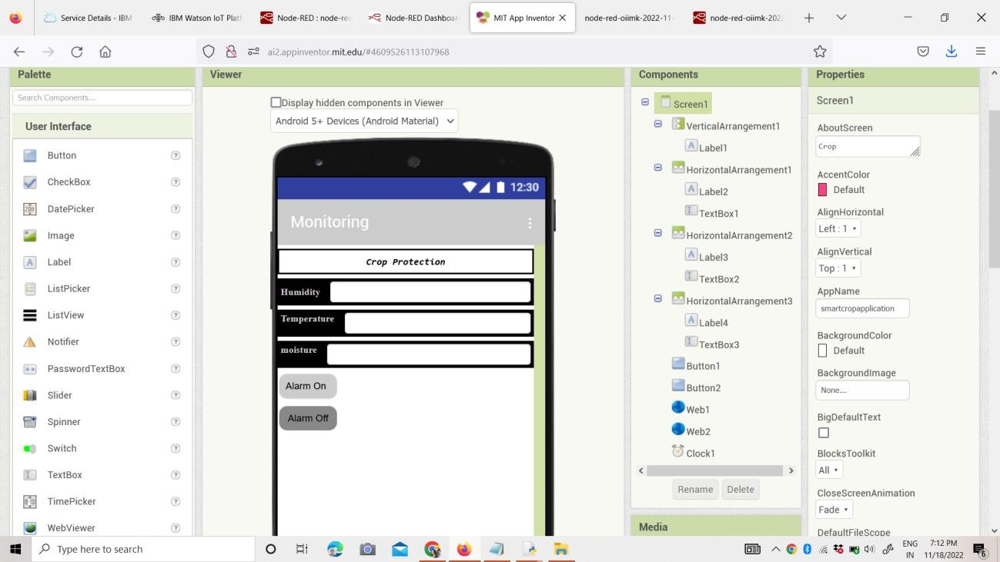 Service Details - IBM
IBM Watson IoT Platf
Node-RED : node-red
Node-RED Dashboar
MIT App Inventor
node-red-oiimk-2022-11-
node-red-oiimk-2022
ai2.appinventor.mit.edu/#4609526113107968
Palette
Search Components...
User Interface
Button
CheckBox
DatePicker
Image
Label
ListPicker
ListView
Notifier
PasswordTextBox
Slider
Spinner
Switch
TextBox
TimePicker
WebViewer
Viewer
Display hidden components in Viewer
Android 5+ Devices (Android Material)
12:30
Monitoring
Crop Protection
Humidity
Temperature
moisture
Alarm On
Alarm Off
Components
Screen1
VerticalArrangement1
Label1
HorizontalArrangement1
Label2
TextBox1
HorizontalArrangement2
Label3
TextBox2
HorizontalArrangement3
Label4
TextBox3
Button1
Button2
Web1
Web2
Clock1
Rename
Delete
Media
Properties
Screen1
AboutScreen
Crop
AccentColor
Default
AlignHorizontal
Left : 1
AlignVertical
Top : 1
AppName
smartcropapplication
BackgroundColor
Default
BackgroundImage
None...
BigDefaultText
BlocksToolkit
All
CloseScreenAnimation
Fade
DefaultFileScope
Type here to search
ENG
IN
7:12 PM
11/18/2022
6